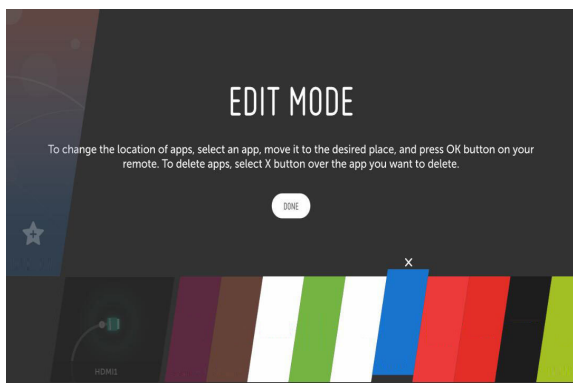 EDIT MODE
To change the location of apps, select an app, move it to the desired place, and press OK button on your
remote. To delete apps, select X button over the app you want to delete.
DONE
X
HDMI1